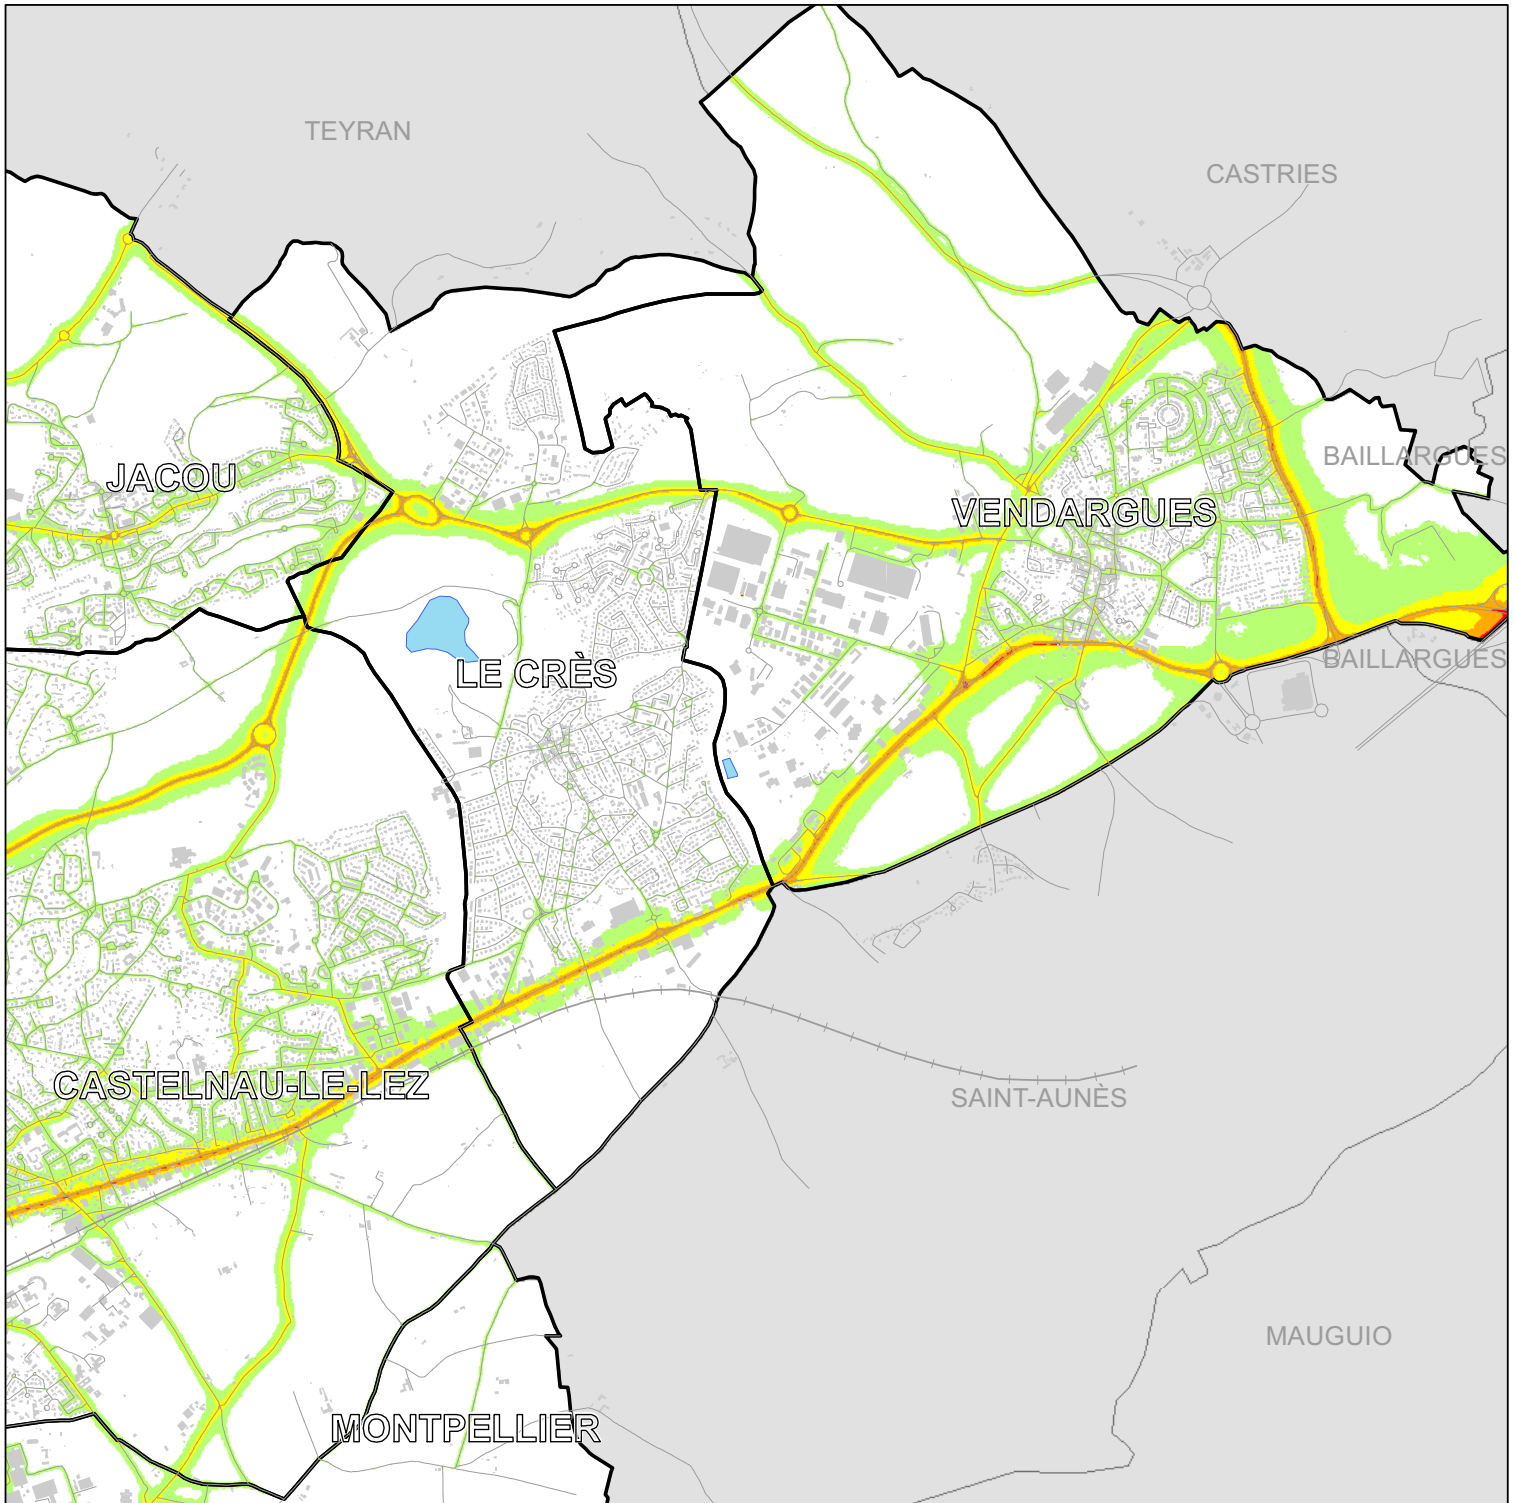 TEYRAN
CASTRIES
BAILLARGUES
JACOU
VENDARGUES
BAILLARGUES
LE CRÈS
CASTELNAU-LE-LEZ
SAINT-AUNÈS
MAUGUIO
MONTPELLIER